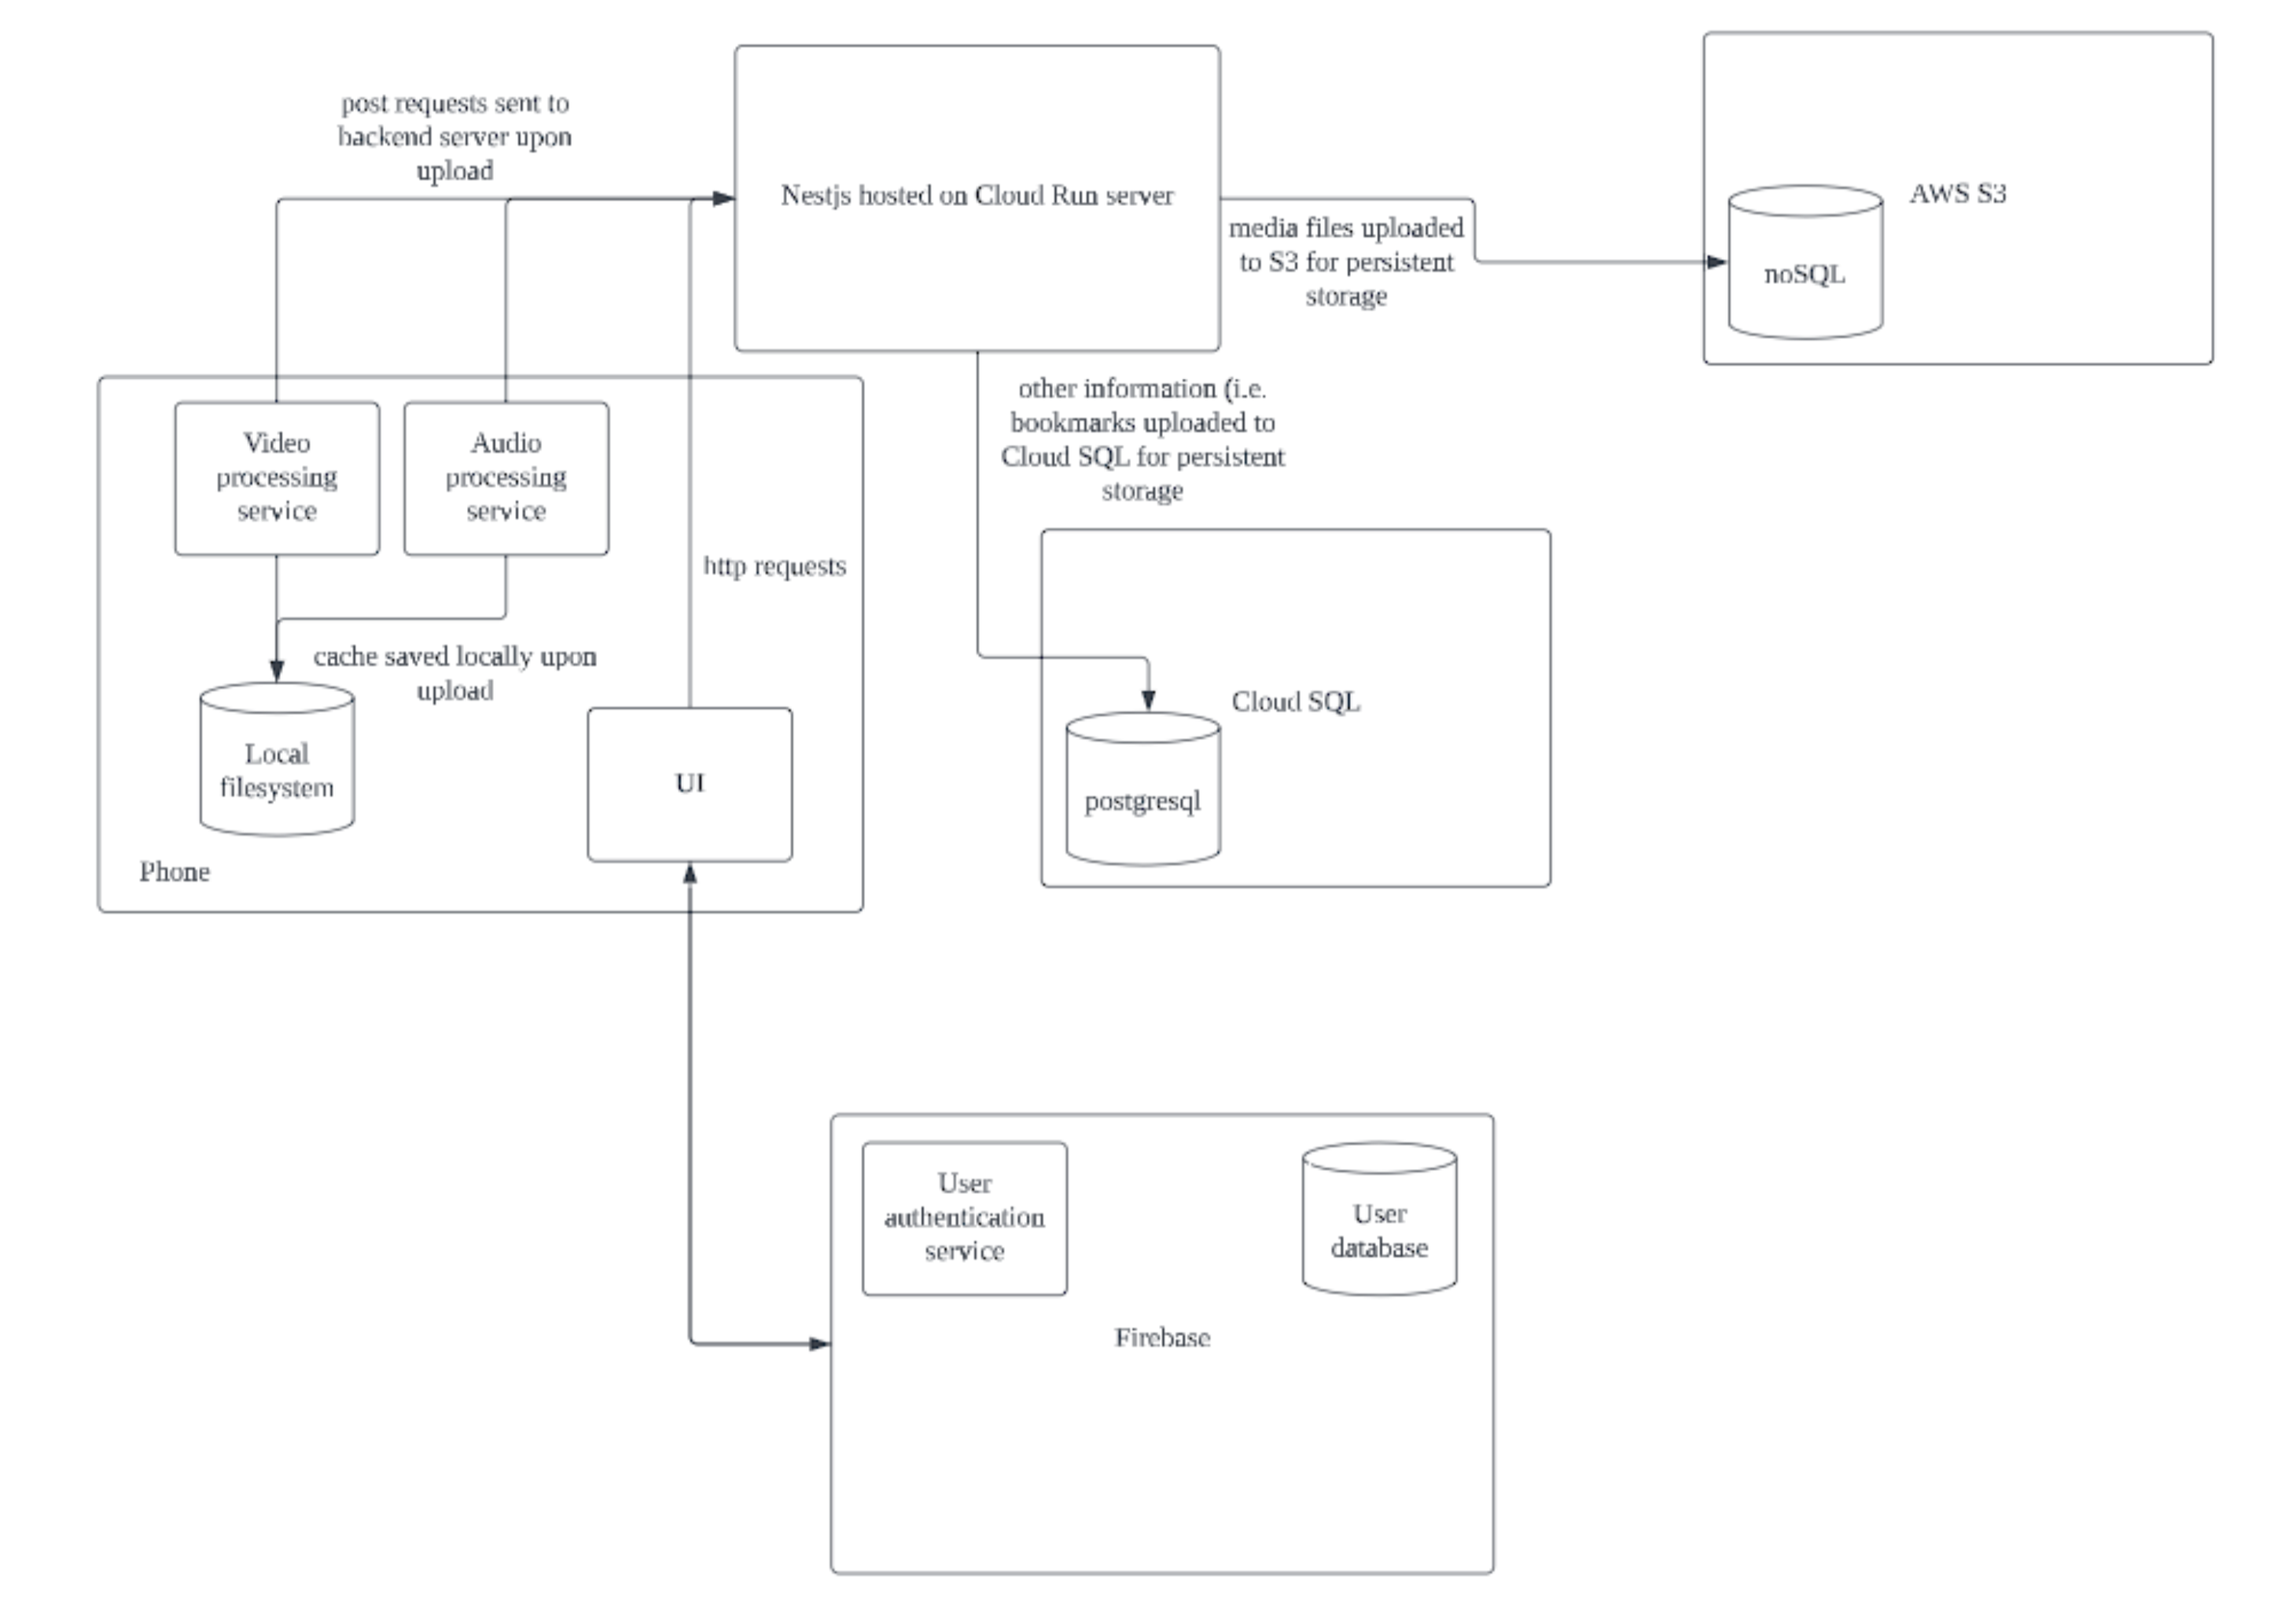 post requests sent to
backend server upon
upload
Nestjs hosted on Cloud Run server
media files uploaded
to S3 for persistent
storage
AWS S3
noSQL
other information (i.e.
bookmarks uploaded to
Cloud SQL for persistent
storage
Video
processing
service
Audio
processing
service
http requests
cache saved locally upon
upload
Local
filesystem
UI
Phone
Cloud SQL
postgresql
User
authentication
service
User
database
Firebase